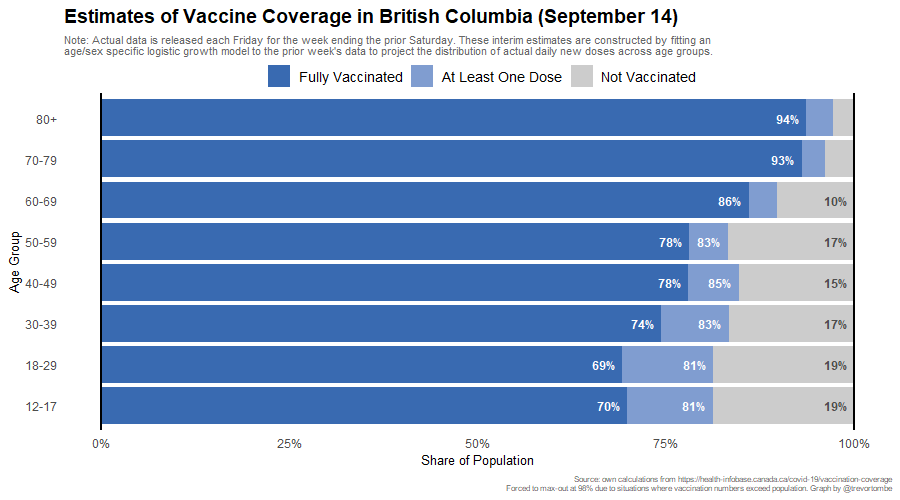 Estimates of Vaccine Coverage in British Columbia (September 14)
Note: Actual data is released each Friday for the week ending the prior Saturday. These interim estimates are constructed by fitting an
age/sex specific logistic growth model to the prior week's data to project the distribution of actual daily new doses across age groups.
Fully Vaccinated At Least One Dose Not Vaccinated
Age Group
80+ 94%
70-79 93%
60-69 86% 10%
50-59 78% 83% 17%
40-49 78% 85% 15%
30-39 74% 83% 17%
18-29 69% 81% 19%
12-17 70% 81% 19%
0% 25% 50% 75% 100%
Share of Population
Source: own calculations from https://health-infobase.canada.ca/covid-19/vaccination-coverage
Forced to max-out at 98% due to situations where vaccination numbers exceed population. Graph by @trevortombe